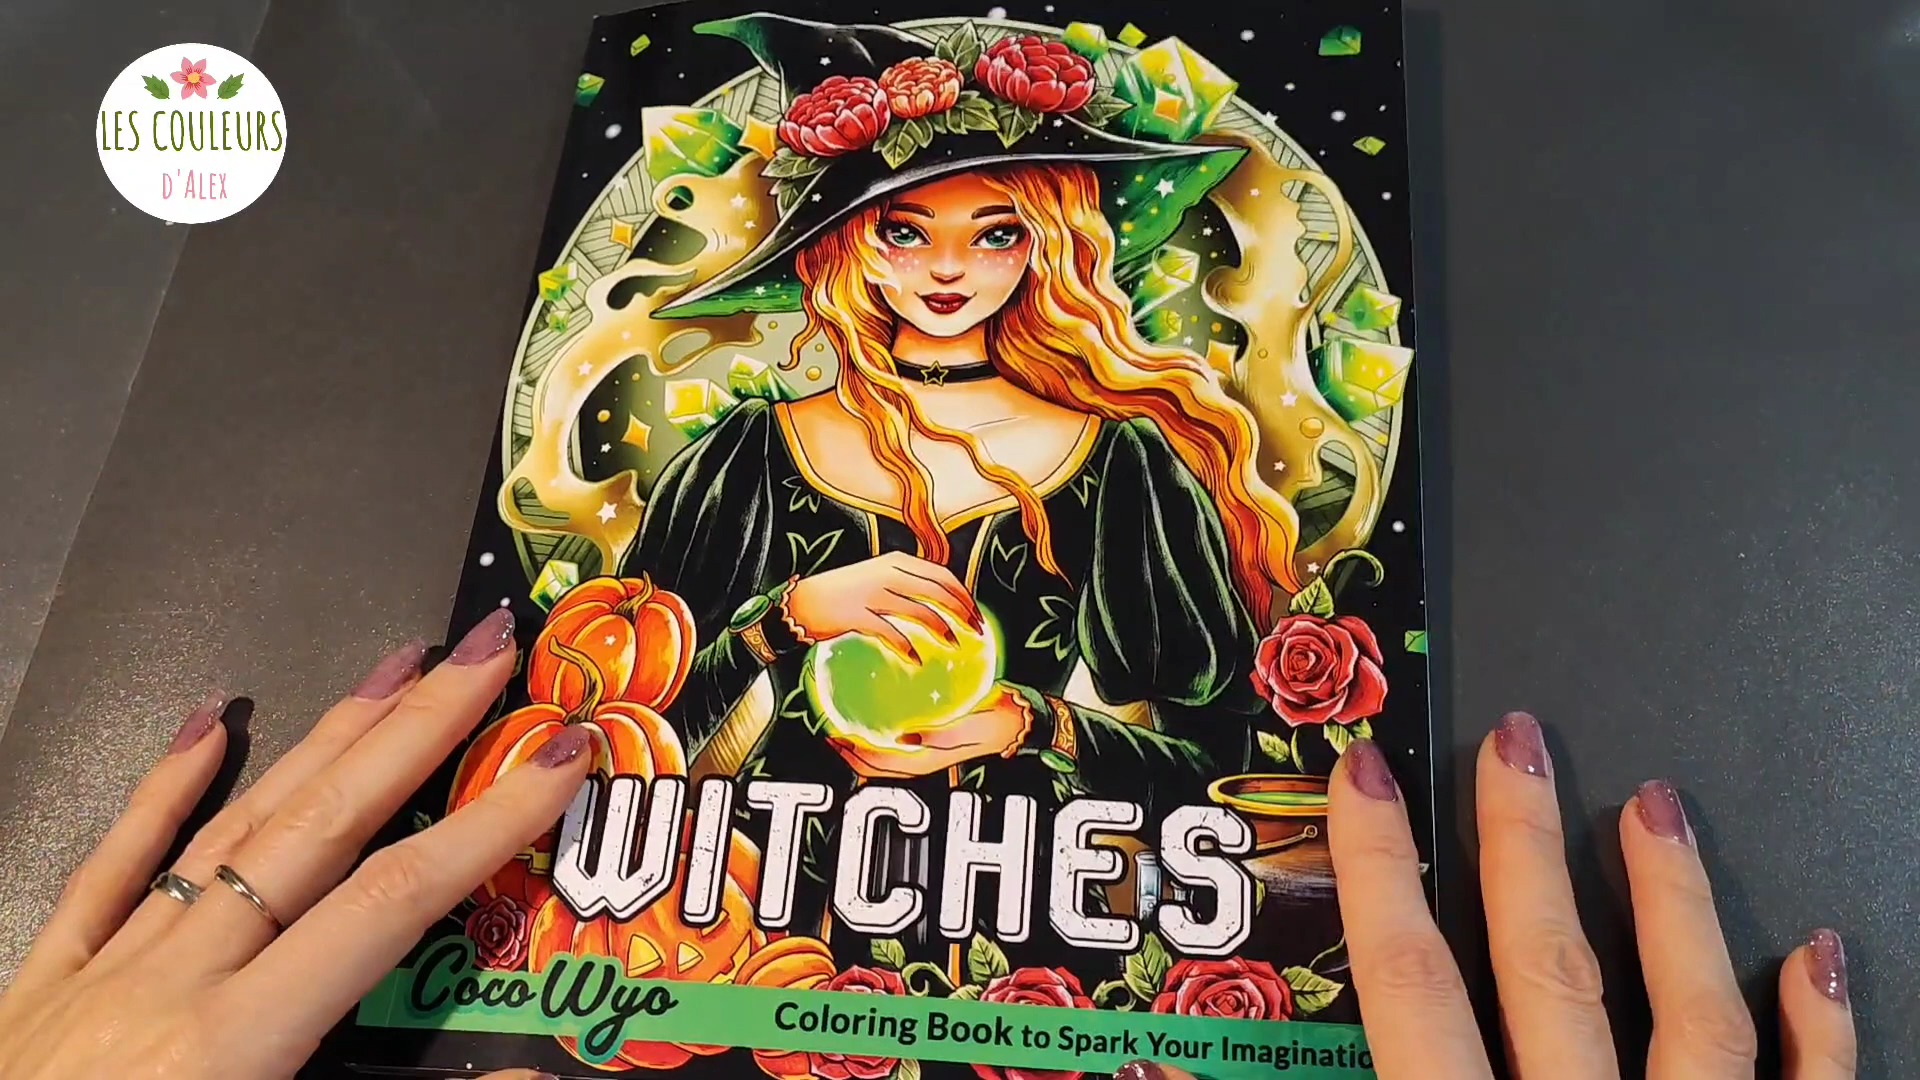 LES COULEURS
d'ALEX
WITCHES
Coco Wyo
Coloring Book to Spark Your Imaginatio